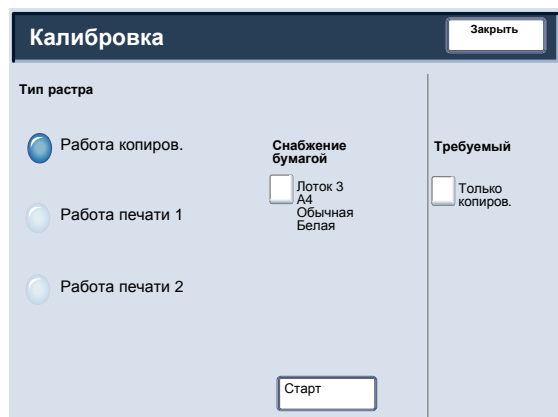 Калибровка
Закрыть
Тип растра
Работа копиров.
Работа печати 1
Работа печати 2
Снабжение
бумагой
Лоток 3
A4
Обычная
Белая
Старт
Требуемый
Только
копиров.